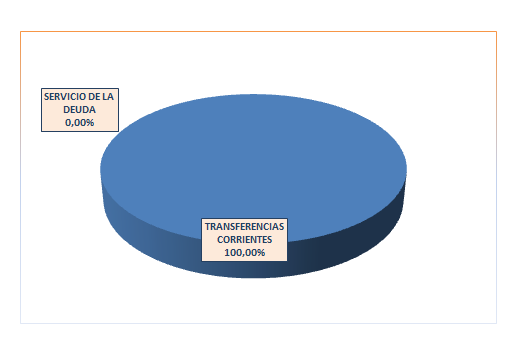 SERVICIO DE LA
DEUDA
0,00%
TRANSFERENCIAS
CORRIENTES
100,00%